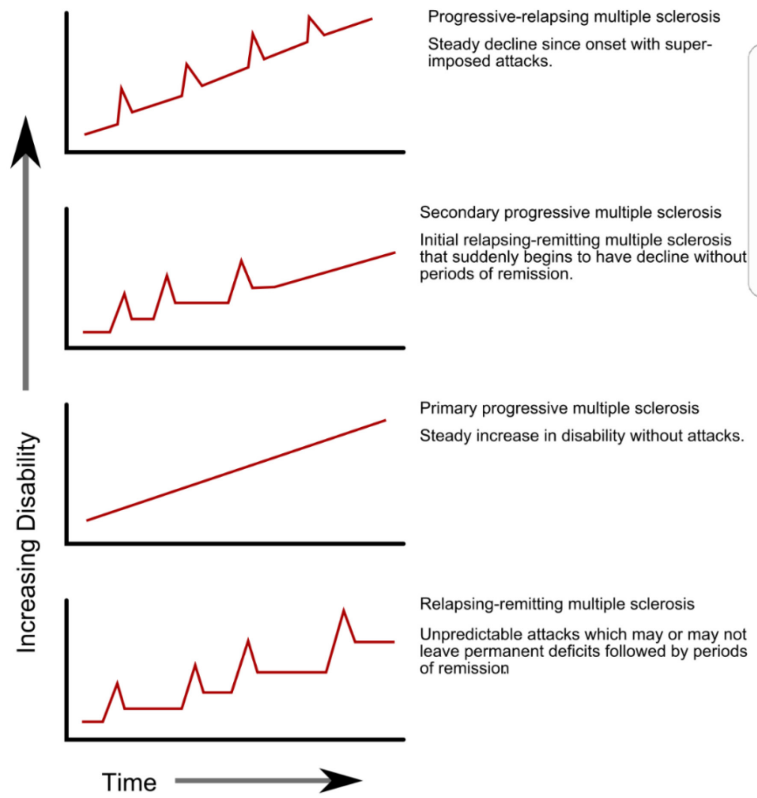 Progressive-relapsing multiple sclerosis
Steady decline since onset with super-
imposed attacks.
Secondary progressive multiple sclerosis
Initial relapsing-remitting multiple sclerosis
that suddenly begins to have decline without
periods of remission.
Primary progressive multiple sclerosis
Steady increase in disability without attacks.
Relapsing-remitting multiple sclerosis
Unpredictable attacks which may or may not
leave permanent deficits followed by periods
of remission
Increasing Disability
Time